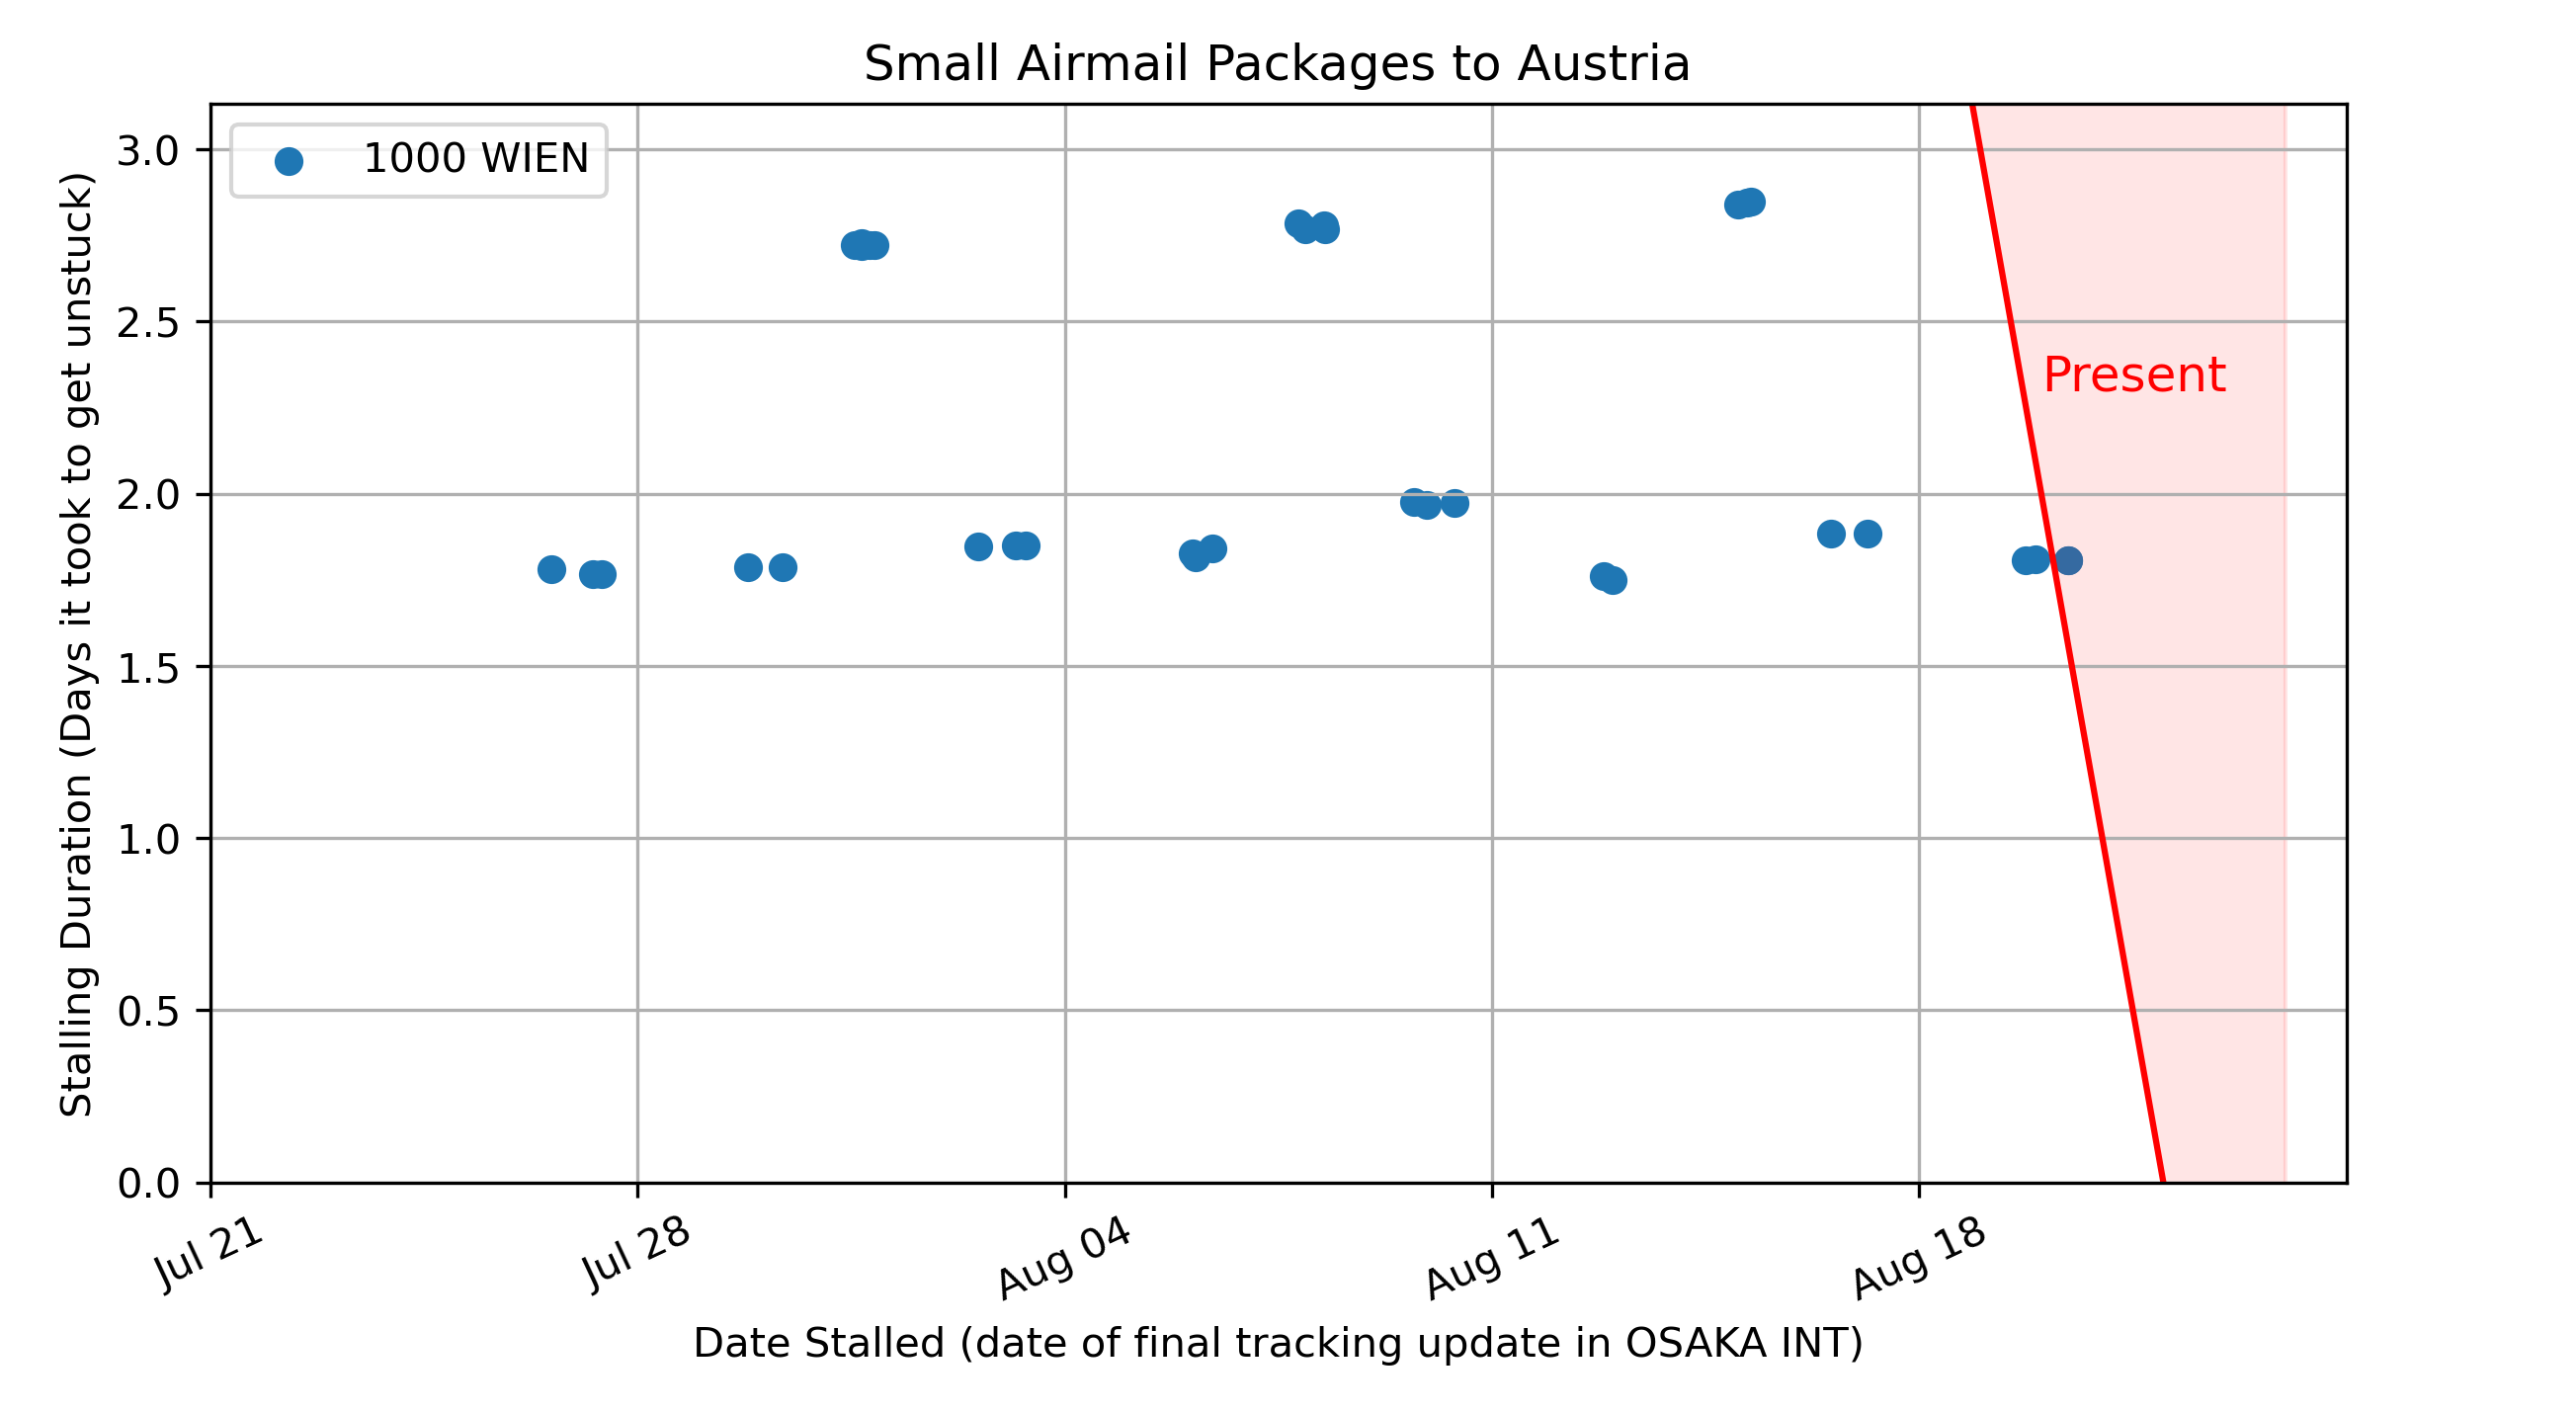 Small Airmail Packages to Austria
1000 WIEN
Present
Stalling Duration (Days it took to get unstuck)
3.0
2.5
2.0
1.5
1.0
0.5
0.0
Jul 21
Jul 28
Aug 04
Aug 11
Aug 18
Date Stalled (date of final tracking update in OSAKA INT)